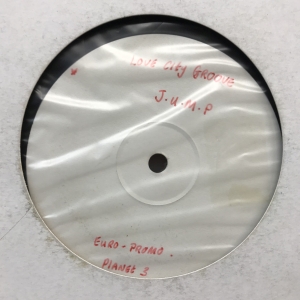 LOVE CITY GROOVE
J.U.M.P
EURO - PROMO.
PLANET 3